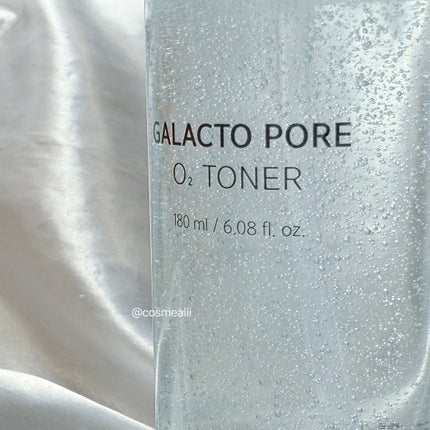 GALACTO PORE
O₂ TONER
180 ml / 6.08 fl. oz.
@cosmeaiii